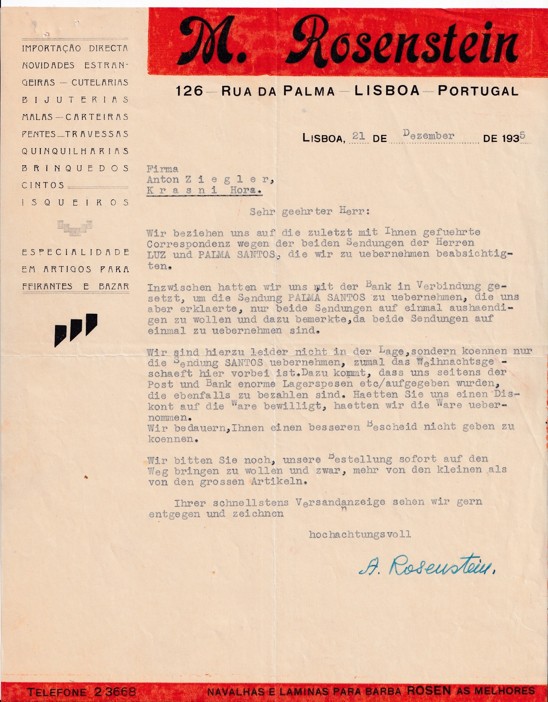 M. Rosenstein
126 — RUA DA PALMA — LISBOA — PORTUGAL
IMPORTAÇÃO DIRECTA
NOVIDADES ESTRAN-
GEIRAS — CUTELARIAS
BIJUTERIAS
MALAS — CARTEIRAS
PENTES — TRAVESSAS
QUINQUILHARIAS
BRINQUEDOS
CINTOS
ISQUEIROS
ESPECIALIDADE
EM ARTIGOS PARA
FEIRANTES E BAZAR
LISBOA, 21 DE Dezember DE 1935
Firma
Anton Ziegler,
Krasni Hora.
Sehr geehrter Herr:
Wir beziehen uns auf die zuletzt mit Ihnen gefuehrte
Correspondenz wegen der beiden Sendungen der Herren
LUZ und PALMA SANTOS, die wir zu uebernehmen beabsichtig-
ten.
Inzwischen hatten wir uns mit der Bank in Verbindung ge-
setzt, um die Sendung PALMA SANTOS zu uebernehmen, die uns
aber erklaerte, nur beide Sendungen auf einmal aushaendi-
gen zu wollen und dazu bemerkte, da beide Sendungen auf
einmal zu uebernehmen sind.
Wir sind hierzu leider nicht in der Lage, sondern koennen nur
die Sendung SANTOS uebernehmen, zumal das Weihnachtsge-
schaeft hier vorbei ist. Dazu kommt, dass uns seitens der
Post und Bank enorme Lagerspesen etc/aufgegeben wurden,
die ebenfalls zu bezahlen sind. Haetten Sie uns einen Dis-
kont auf die Ware bewilligt, haetten wir die Ware ueber-
nommen.
Wir bedauern, Ihnen einen besseren Bescheid nicht geben zu
koennen.
Wir bitten Sie noch, unsere Bestellung sofort auf den
Weg bringen zu wollen und zwar, mehr von den kleinen als
von den grossen Artikeln.
Ihrer schnellstens Versandanzeige sehen wir gern
entgegen und zeichnen
hochachtungsvoll
A. Rosenstein.
TELEFONE 2 3668
NAVALHAS E LAMINAS PARA BARBA ROSEN AS MELHORES